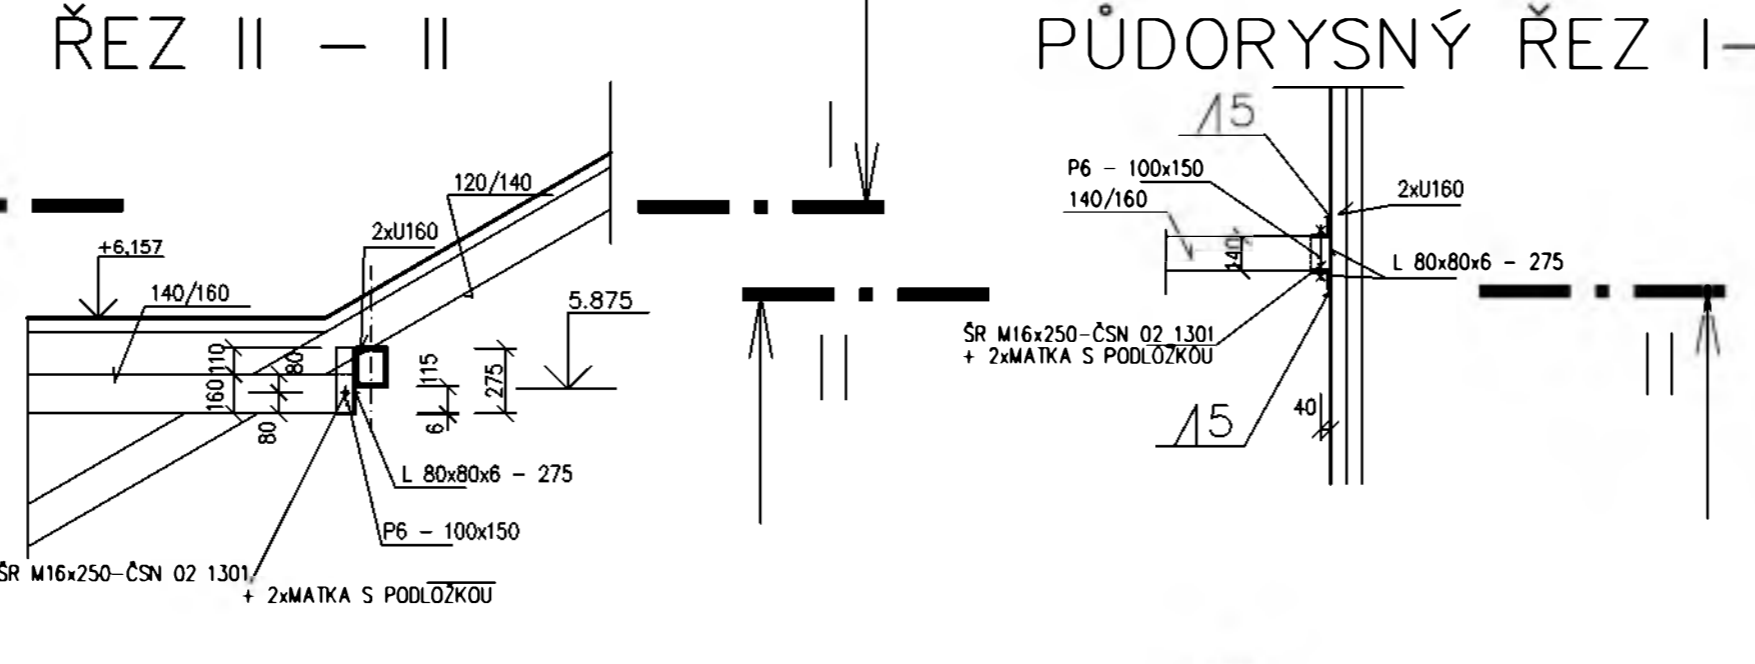 ŘEZ II – II
120/140
2xU160
+6,157
140/160
5.875
110
80
160
80
115
6
275
L 80x80x6 – 275
P6 – 100x150
ŠR M16x250–ČSN 02 1301
+ 2xMATKA S PODLOŽKOU
I
II
PŮDORYSNÝ ŘEZ I–
5
P6 – 100x150
140/160
2xU160
140
L 80x80x6 – 275
ŠR M16x250–ČSN 02 1301
+ 2xMATKA S PODLOŽKOU
5
40
II